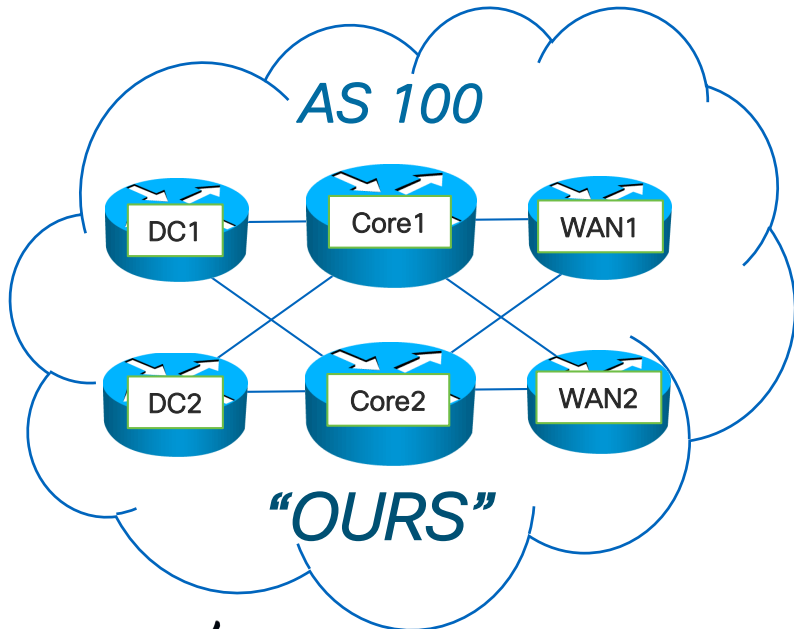 AS 100
DC1
Core1
WAN1
DC2
Core2
WAN2
“OURS”